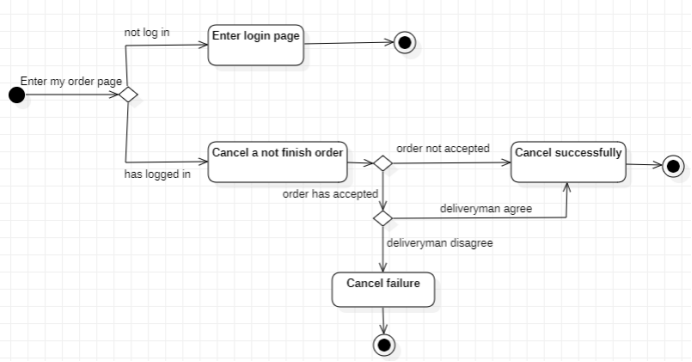 not log in
Enter login page
Enter my order page
Cancel a not finish order
order not accepted
Cancel successfully
has logged in
order has accepted
deliveryman agree
deliveryman disagree
Cancel failure